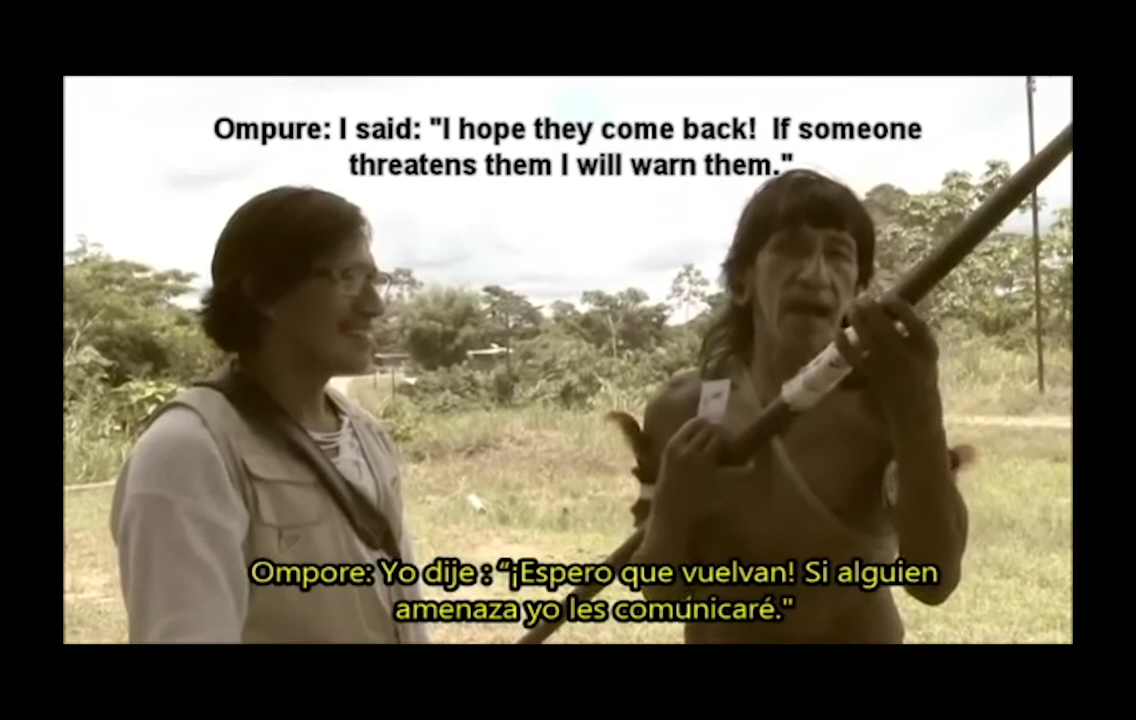 Ompure: I said: "I hope they come back!  If someone
threatens them I will warn them."
Ompore: Yo dije : “¡Espero que vuelvan! Si alguien
amenaza yo les comúnicaré."